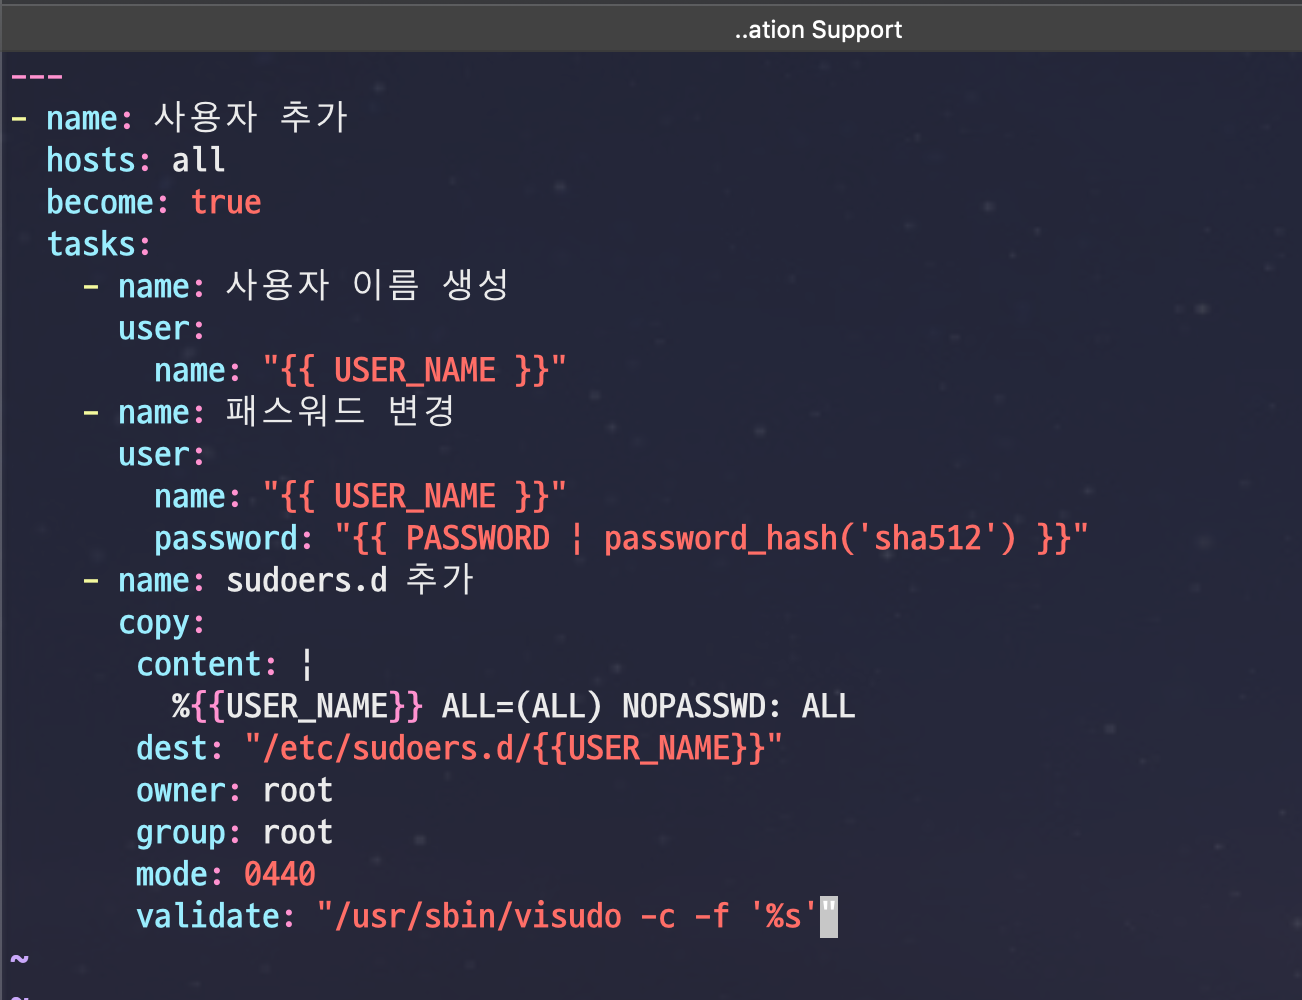 ..ation Support
---
- name: 사용자 추가
  hosts: all
  become: true
  tasks:
    - name: 사용자 이름 생성
      user:
        name: "{{ USER_NAME }}"
    - name: 패스워드 변경
      user:
        name: "{{ USER_NAME }}"
        password: "{{ PASSWORD | password_hash('sha512') }}"
    - name: sudoers.d 추가
      copy:
       content: |
         %{{USER_NAME}} ALL=(ALL) NOPASSWD: ALL
       dest: "/etc/sudoers.d/{{USER_NAME}}"
       owner: root
       group: root
       mode: 0440
       validate: "/usr/sbin/visudo -c -f '%s'"
~
~